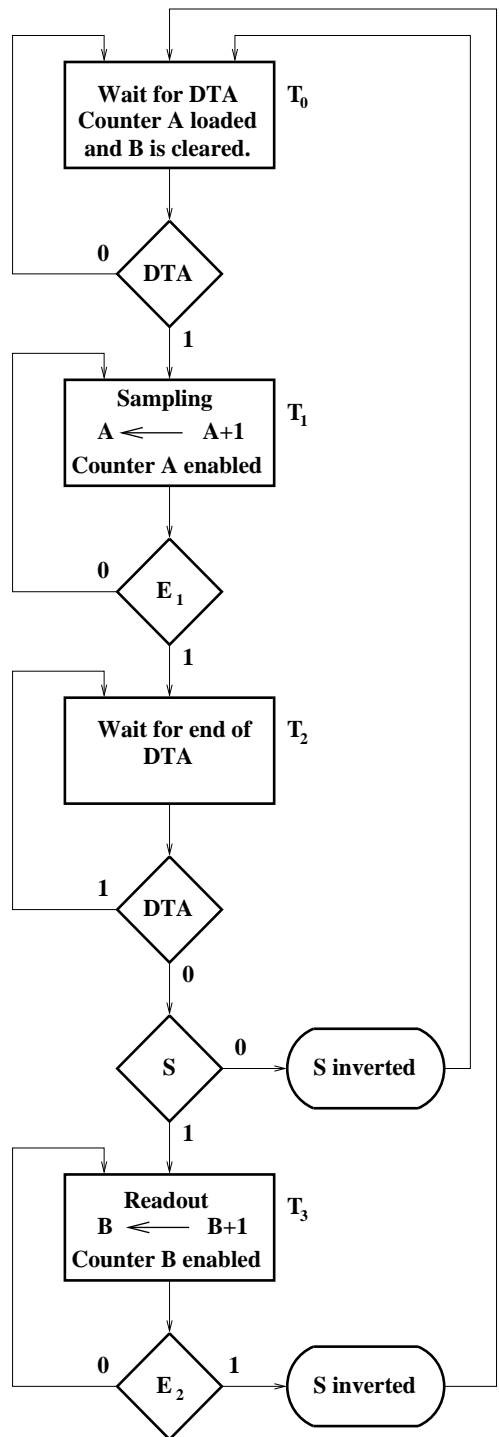 Wait for DTA
Counter A loaded
and B is cleared.
T0
0
DTA
1
Sampling
A A+1
Counter A enabled
T1
0
E1
1
Wait for end of
DTA
T2
1
DTA
0
S
0
S inverted
1
Readout
B B+1
Counter B enabled
T3
0
E2
1
S inverted